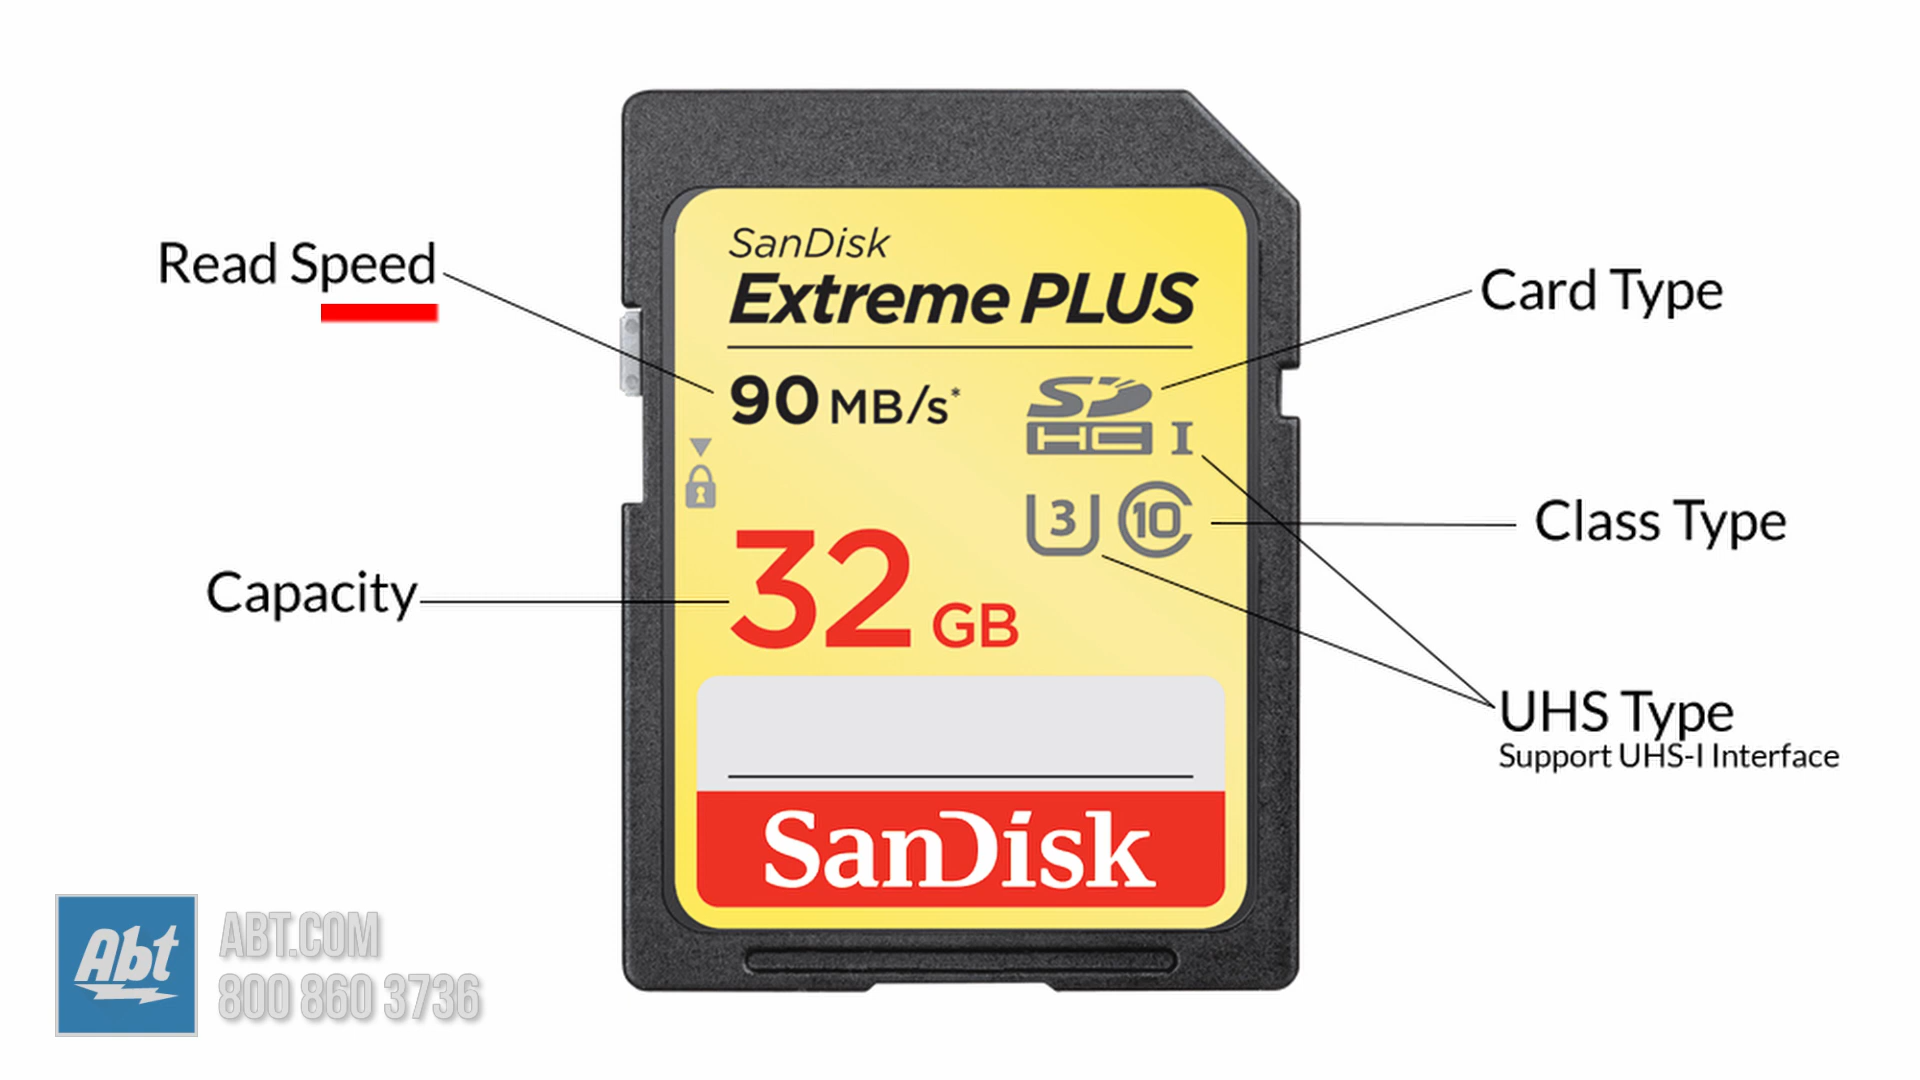 Read Speed
Capacity
SanDisk
Extreme PLUS
90 MB/s*
SD
HC I
3 10
32 GB
SanDisk
Card Type
Class Type
UHS Type
Support UHS-I Interface
Abt
ABT.COM
800 860 3736